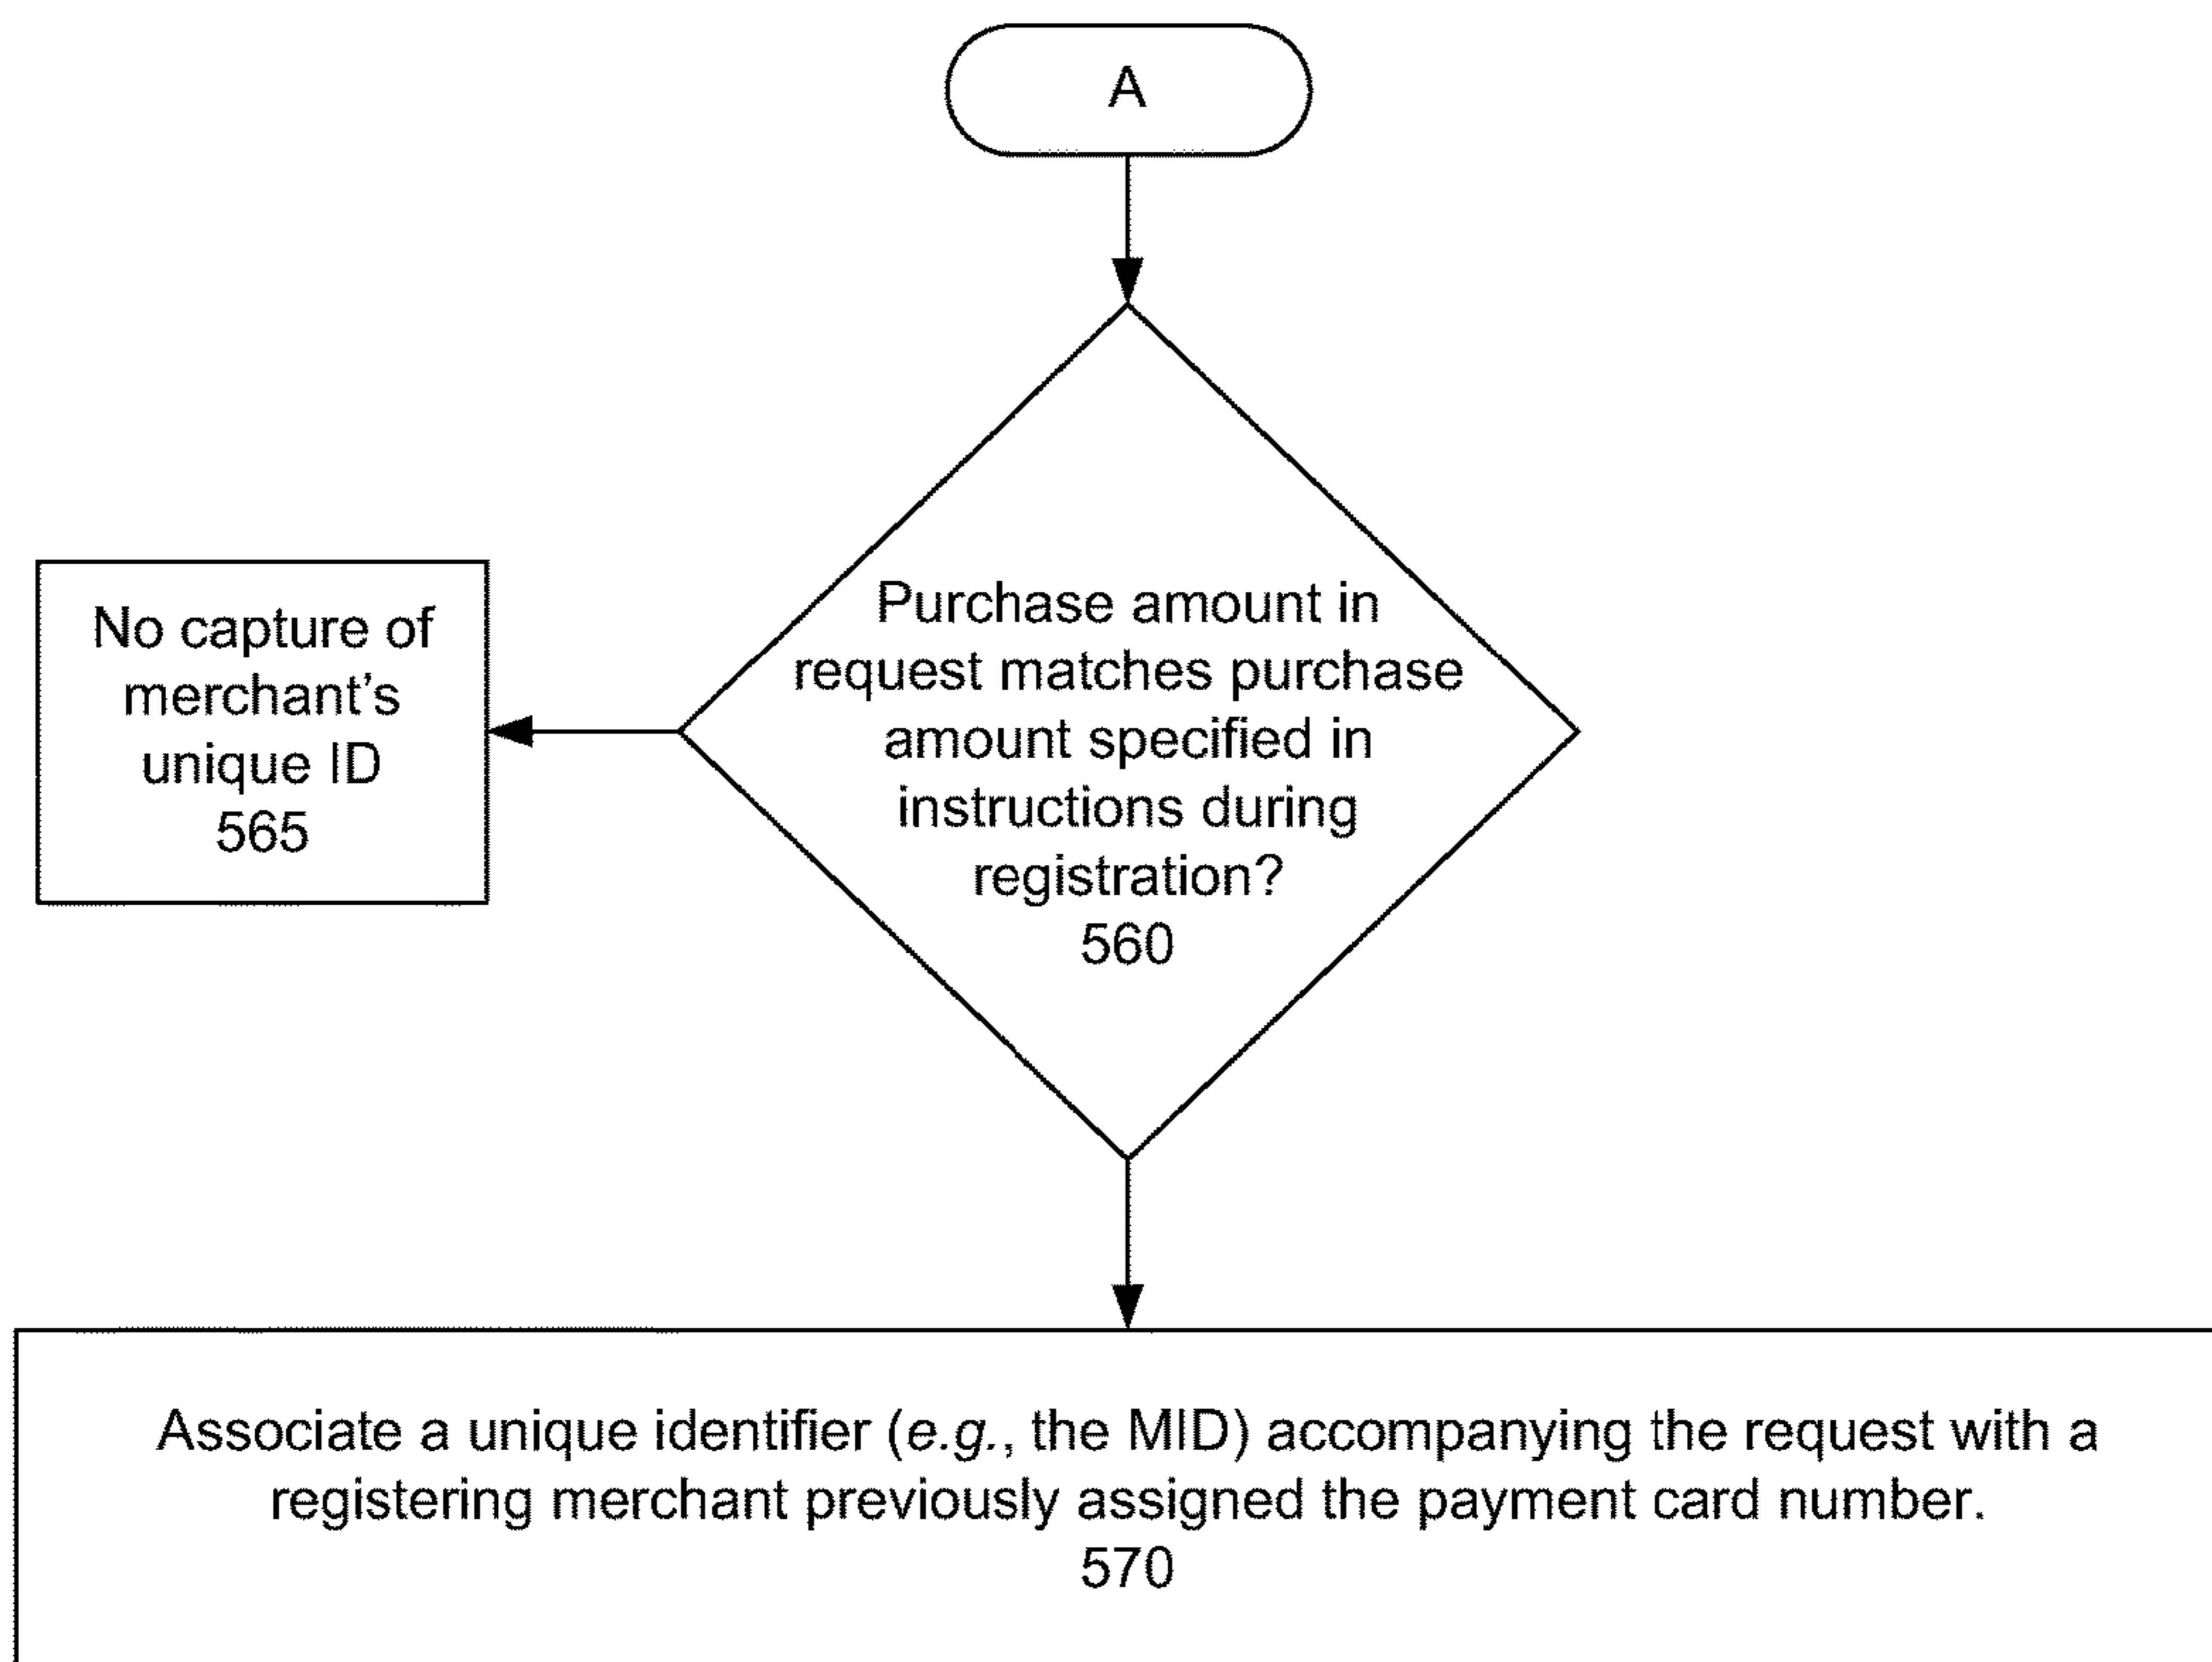 A
Purchase amount in
request matches purchase
amount specified in
instructions during
registration?
560
No capture of
merchant's
unique ID
565
Associate a unique identifier (e.g., the MID) accompanying the request with a
registering merchant previously assigned the payment card number.
570